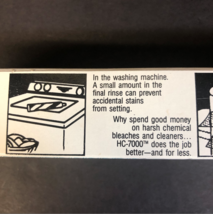 In the washing machine.
A small amount in the
final rinse can prevent
accidental stains
from setting.
Why spend good money
on harsh chemical
bleaches and cleaners...
HC-7000™ does the job
better—and for less.